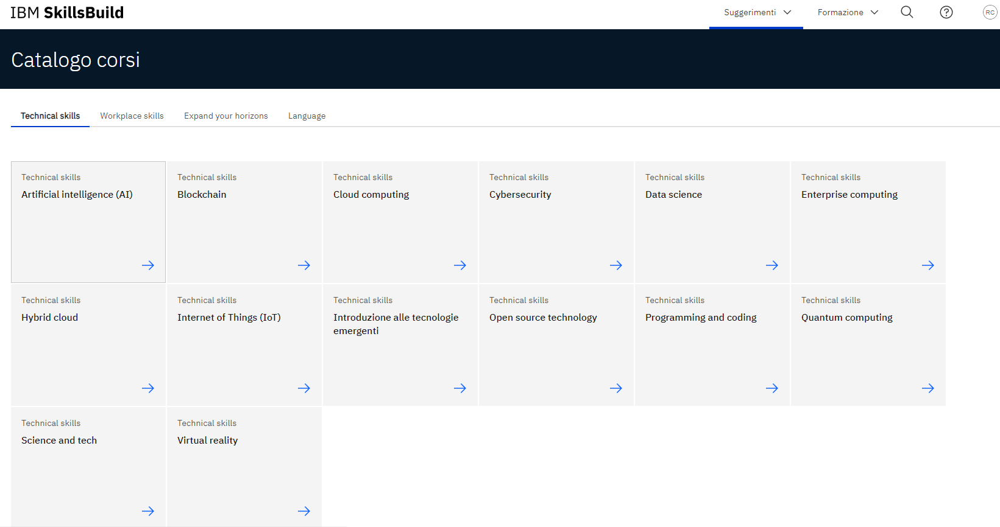 IBM SkillsBuild
Suggerimenti
Formazione
RC
Catalogo corsi
Technical skills
Workplace skills
Expand your horizons
Language
Technical skills
Artificial intelligence (AI)
Technical skills
Blockchain
Technical skills
Cloud computing
Technical skills
Cybersecurity
Technical skills
Data science
Technical skills
Enterprise computing
Technical skills
Hybrid cloud
Technical skills
Internet of Things (IoT)
Technical skills
Introduzione alle tecnologie
emergenti
Technical skills
Open source technology
Technical skills
Programming and coding
Technical skills
Quantum computing
Technical skills
Science and tech
Technical skills
Virtual reality